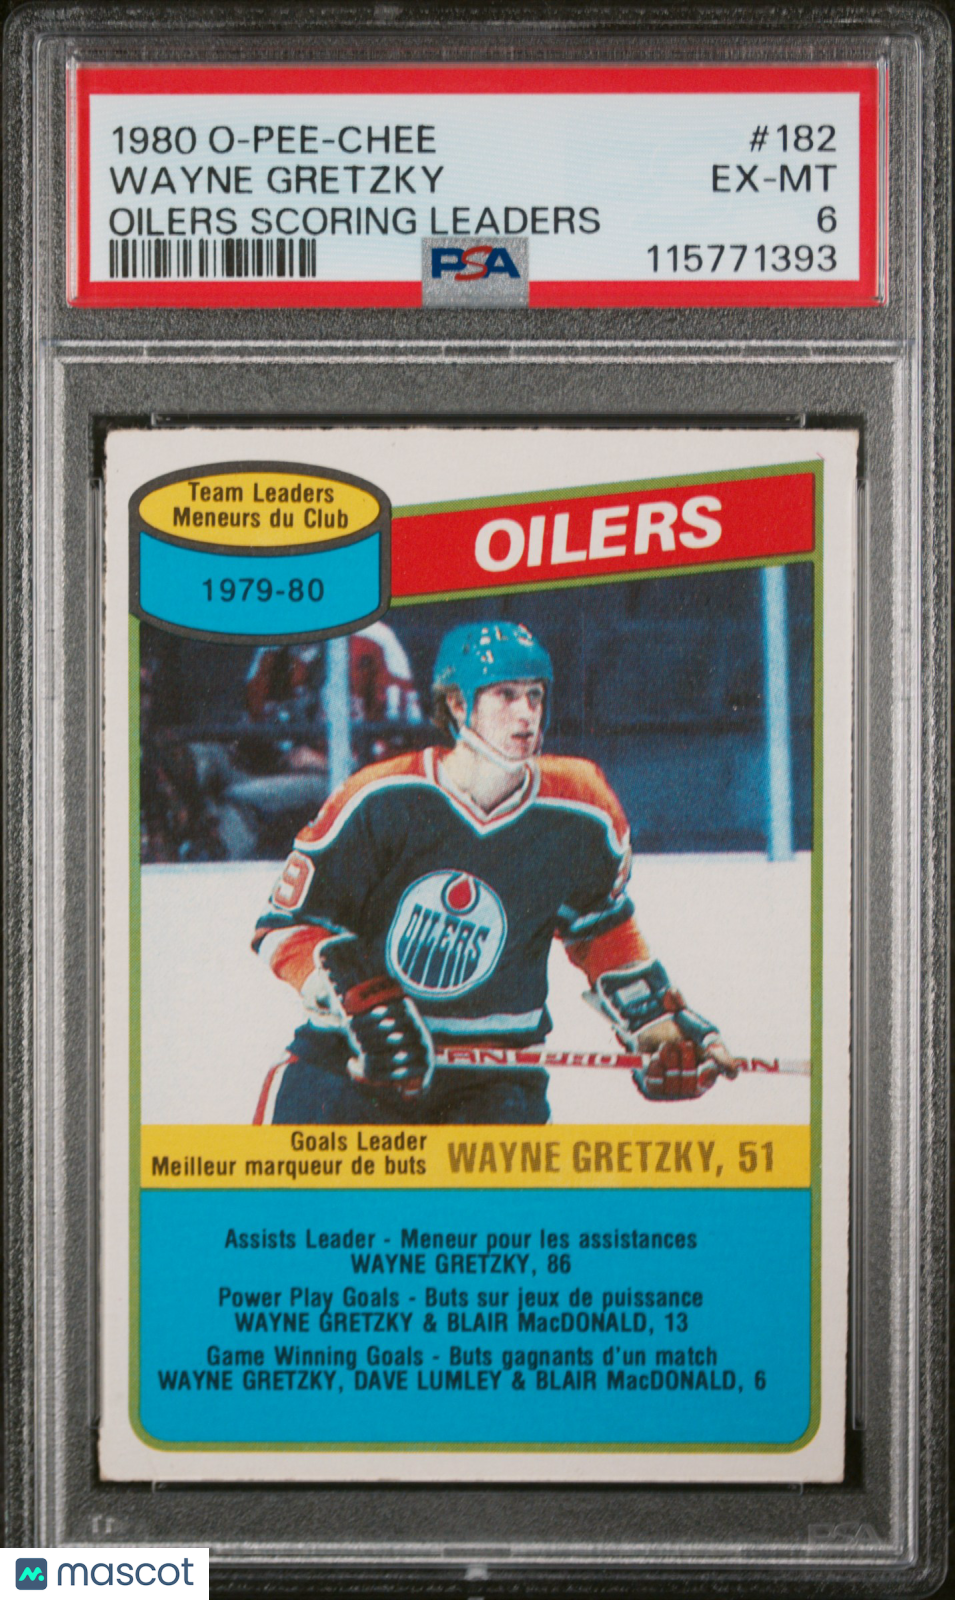 1980 O-PEE-CHEE #182
WAYNE GRETZKY EX-MT
OILERS SCORING LEADERS 6
PSA 115771393
Team Leaders
Meneurs du Club
1979-80
OILERS
9
OILERS
Goals Leader
Meilleur marqueur de buts
WAYNE GRETZKY, 51
Assists Leader - Meneur pour les assistances
WAYNE GRETZKY, 86
Power Play Goals - Buts sur jeux de puissance
WAYNE GRETZKY & BLAIR MacDONALD, 13
Game Winning Goals - Buts gagnants d'un match
WAYNE GRETZKY, DAVE LUMLEY & BLAIR MacDONALD, 6
PSA
mascot